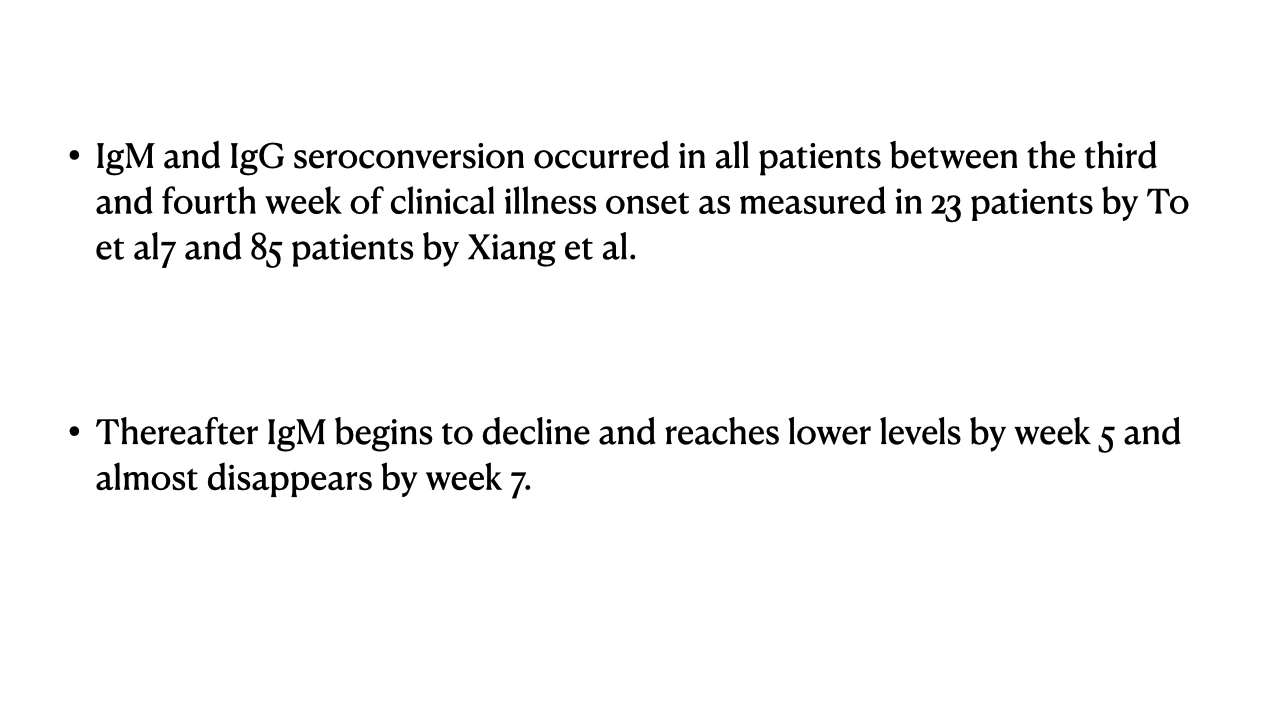 • IgM and IgG seroconversion occurred in all patients between the third
and fourth week of clinical illness onset as measured in 23 patients by To
et al7 and 85 patients by Xiang et al.
• Thereafter IgM begins to decline and reaches lower levels by week 5 and
almost disappears by week 7.